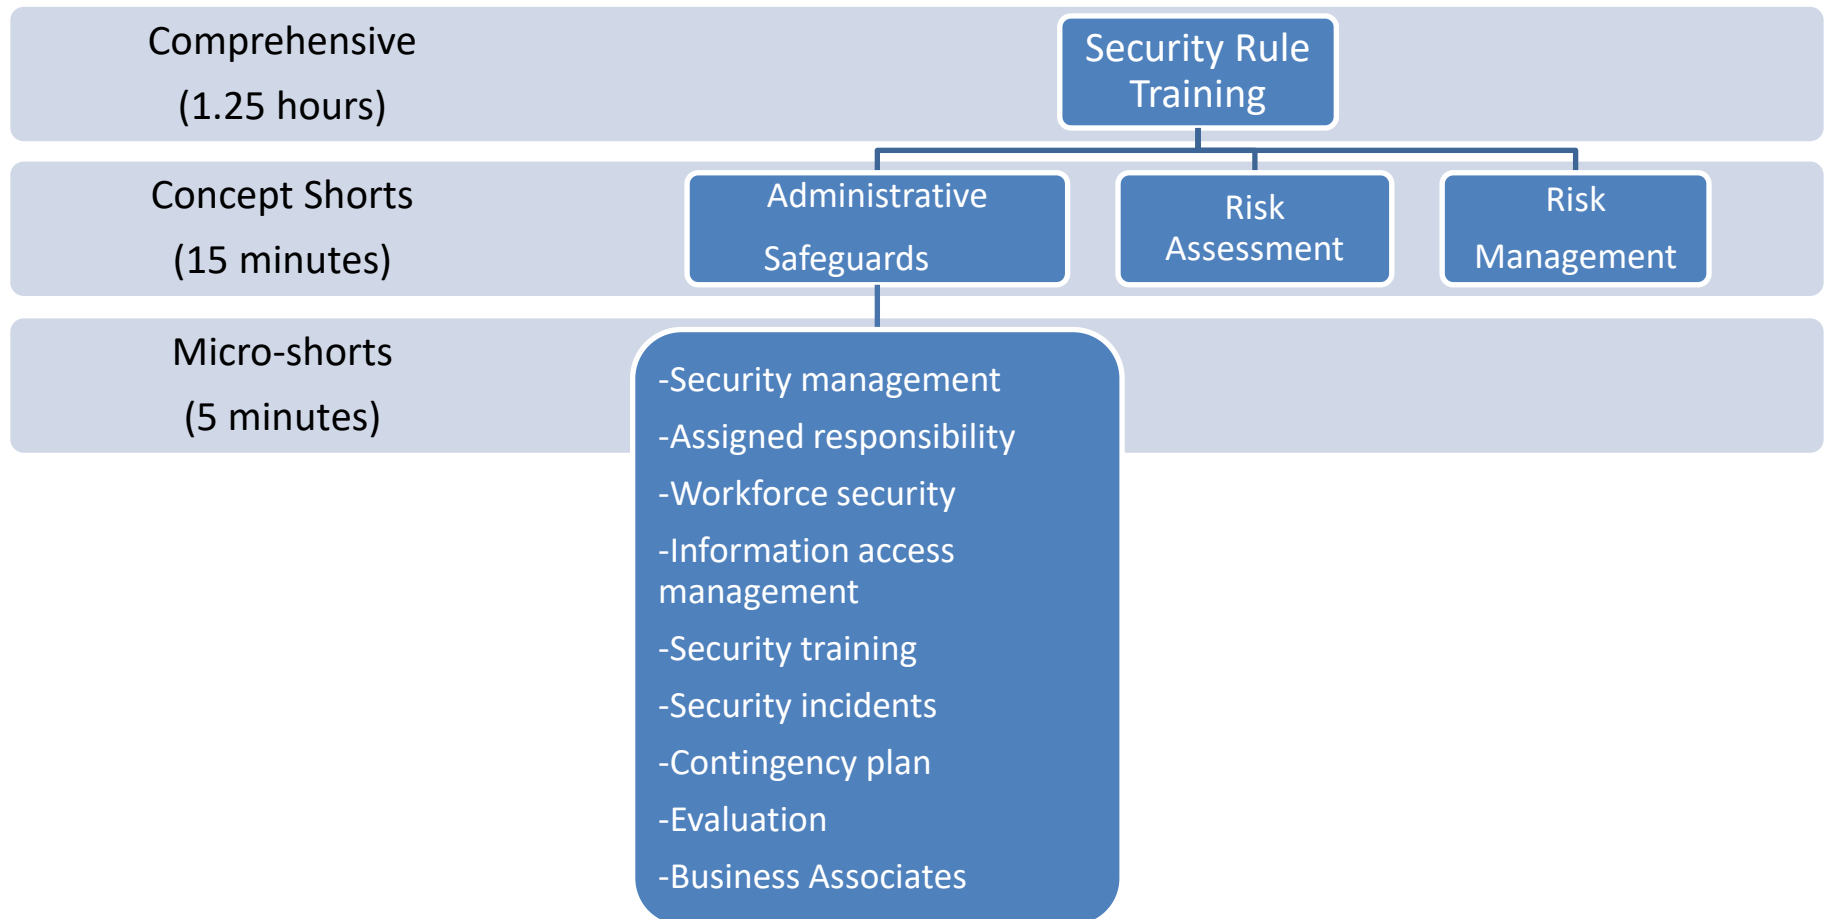 Comprehensive
(1.25 hours)
Security Rule
Training
Concept Shorts
(15 minutes)
Administrative
Safeguards
Risk
Assessment
Risk
Management
Micro-shorts
(5 minutes)
-Security management
-Assigned responsibility
-Workforce security
-Information access
management
-Security training
-Security incidents
-Contingency plan
-Evaluation
-Business Associates